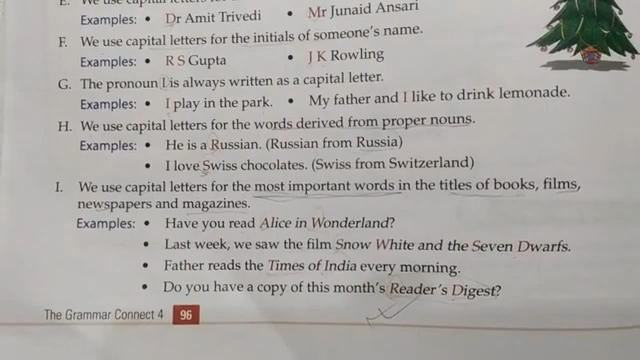 E. We use capital letters for
Examples: • Dr Amit Trivedi • Mr Junaid Ansari
F. We use capital letters for the initials of someone's name.
Examples: • R S Gupta • J K Rowling
G. The pronoun I is always written as a capital letter.
Examples: • I play in the park. • My father and I like to drink lemonade.
H. We use capital letters for the words derived from proper nouns.
Examples: • He is a Russian. (Russian from Russia)
• I love Swiss chocolates. (Swiss from Switzerland)
I. We use capital letters for the most important words in the titles of books, films,
newspapers and magazines.
Examples: • Have you read Alice in Wonderland?
• Last week, we saw the film Snow White and the Seven Dwarfs.
• Father reads the Times of India every morning.
• Do you have a copy of this month's Reader's Digest?
The Grammar Connect 4 96